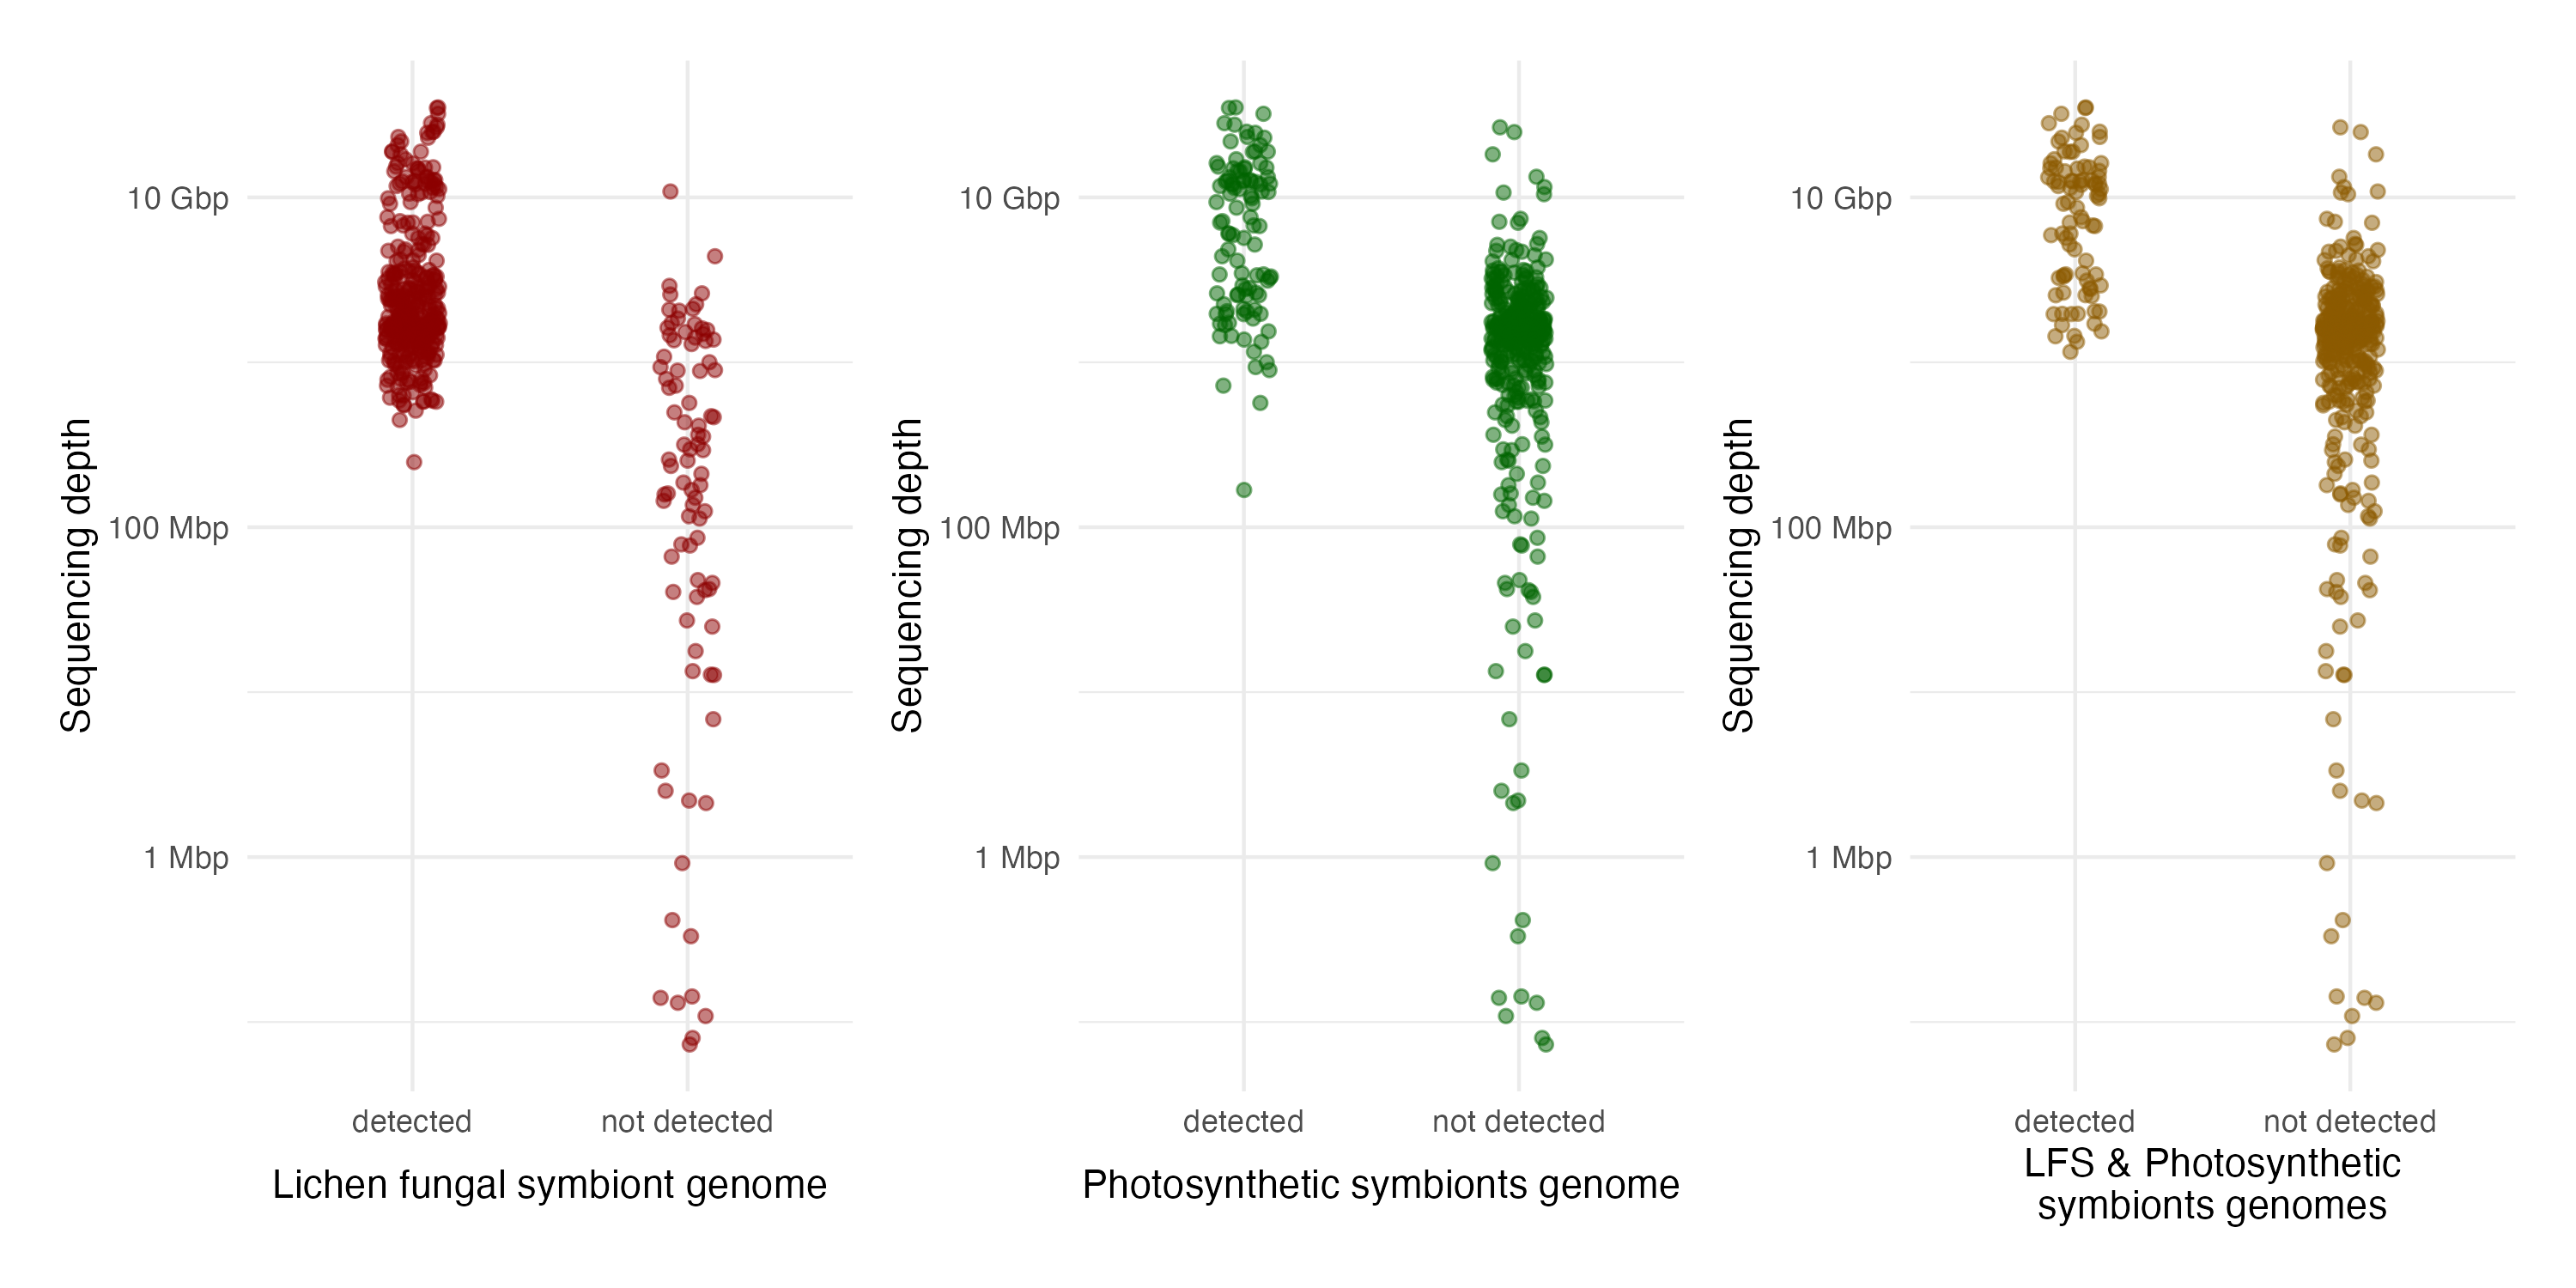 Sequencing depth
10 Gbp
100 Mbp
1 Mbp
detected
not detected
Lichen fungal symbiont genome
Sequencing depth
10 Gbp
100 Mbp
1 Mbp
detected
not detected
Photosynthetic symbionts genome
Sequencing depth
10 Gbp
100 Mbp
1 Mbp
detected
not detected
LFS & Photosynthetic
symbionts genomes